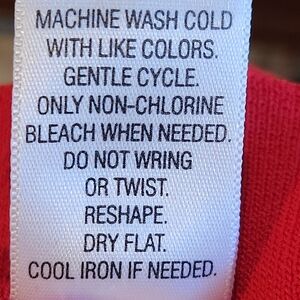 MACHINE WASH COLD
WITH LIKE COLORS.
GENTLE CYCLE.
ONLY NON-CHLORINE
BLEACH WHEN NEEDED.
DO NOT WRING
OR TWIST.
RESHAPE.
DRY FLAT.
COOL IRON IF NEEDED.